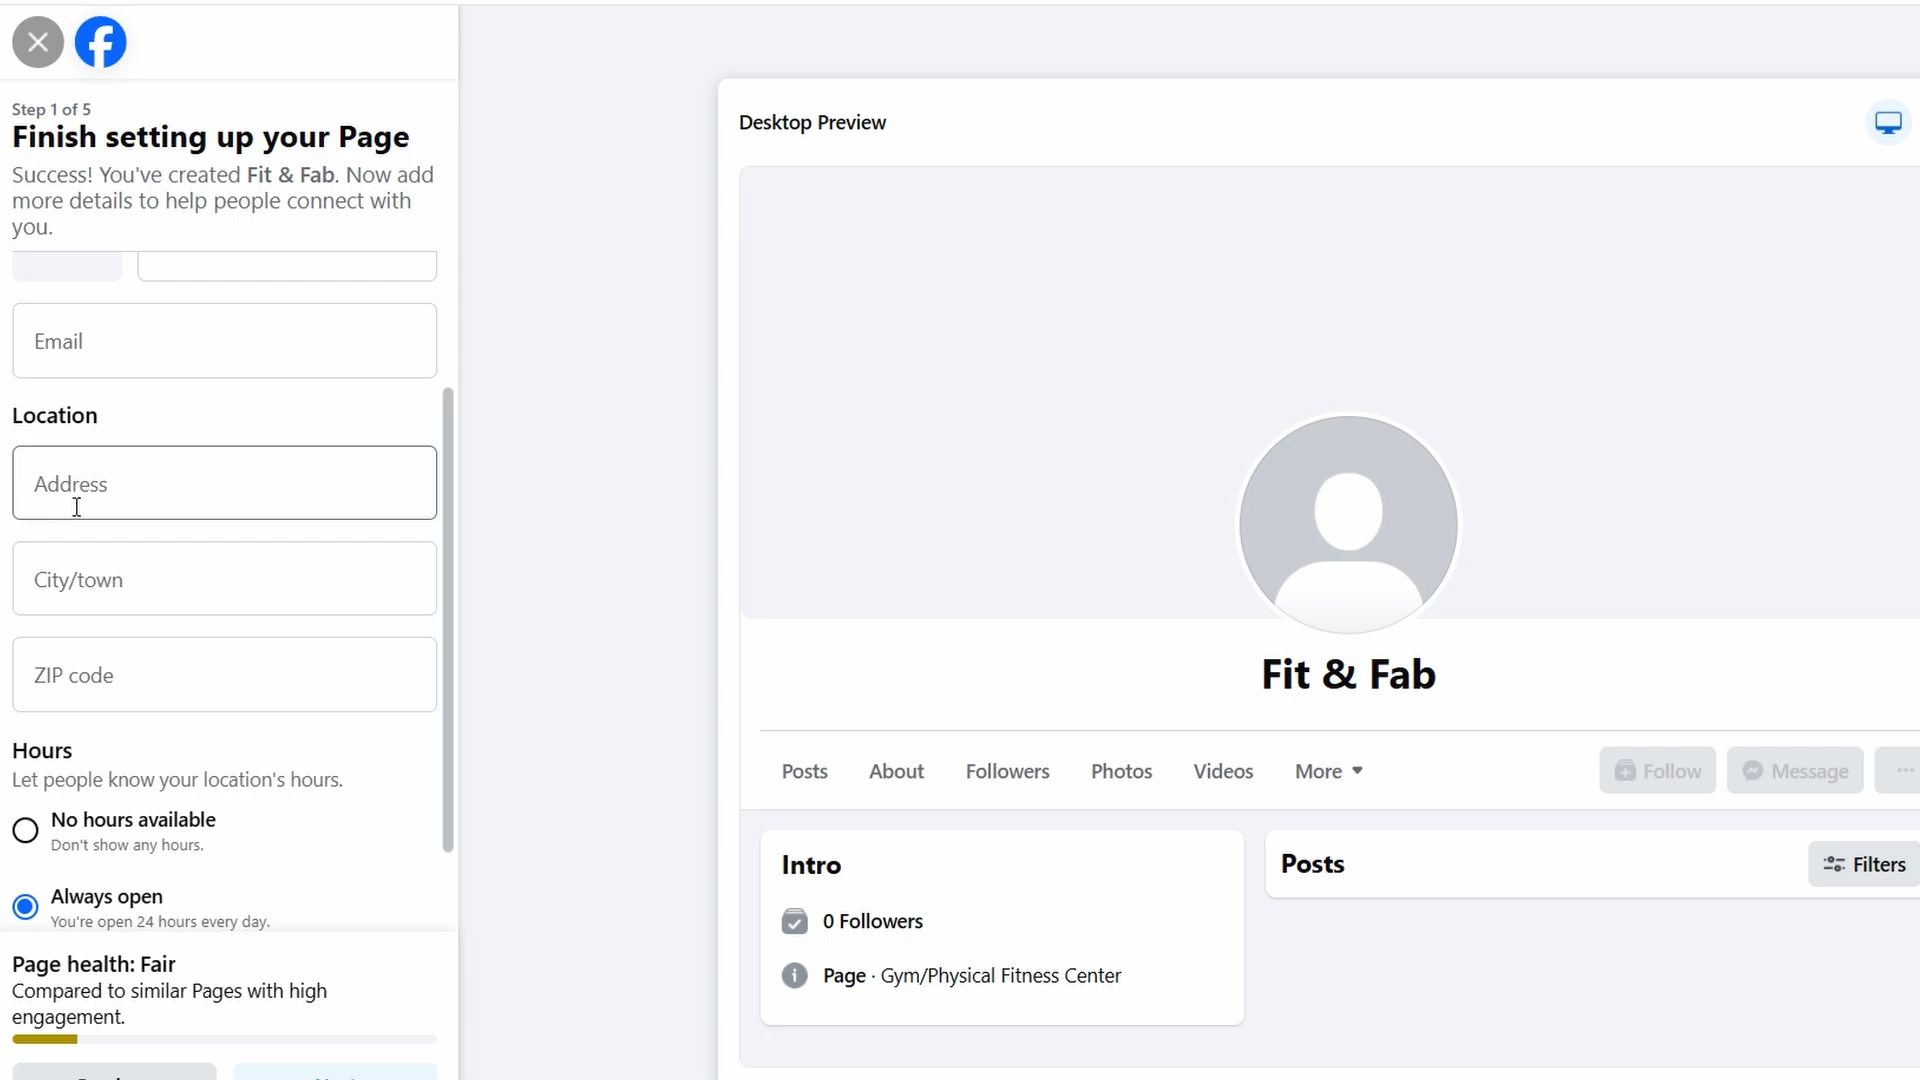 Step 1 of 5
Finish setting up your Page
Success! You've created Fit & Fab. Now add
more details to help people connect with
you.
Email
Location
Address
City/town
ZIP code
Hours
Let people know your location's hours.
No hours available
Don't show any hours.
Always open
You're open 24 hours every day.
Page health: Fair
Compared to similar Pages with high
engagement.
Desktop Preview
Fit & Fab
Posts About Followers Photos Videos More Follow Message
Intro
0 Followers
Page · Gym/Physical Fitness Center
Posts
Filters